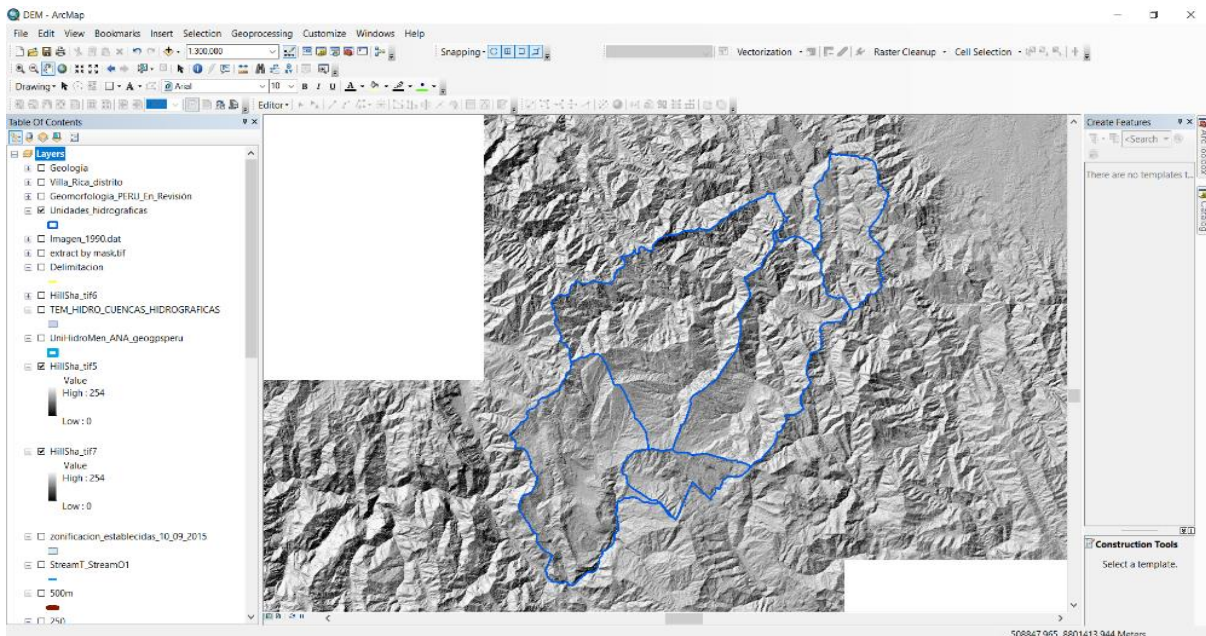 DEM - ArcMap
File Edit View Bookmarks Insert Selection Geoprocessing Customize Windows Help
1:300,000 Snapping Vectorization Raster Cleanup Cell Selection
Drawing Arial 10 B I U A
Editor
Table Of Contents
Layers
Geologia
Villa_Rica_distrito
Geomorfologia_PERU_En_Revisión
Unidades_hidrograficas
Imagen_1990.dat
extract by mask.tif
Delimitacion
HillSha_tif6
TEM_HIDRO_CUENCAS_HIDROGRAFICAS
UniHidroMen_ANA_geogpsperu
HillSha_tif5
Value
High : 254
Low : 0
HillSha_tif7
Value
High : 254
Low : 0
zonificacion_establecidas_10_09_2015
StreamT_StreamO1
500m
250
Create Features
<Search
There are no templates t...
ArcToolbox
Catalog
Construction Tools
Select a template.
508847.965 8801413.944 Meters